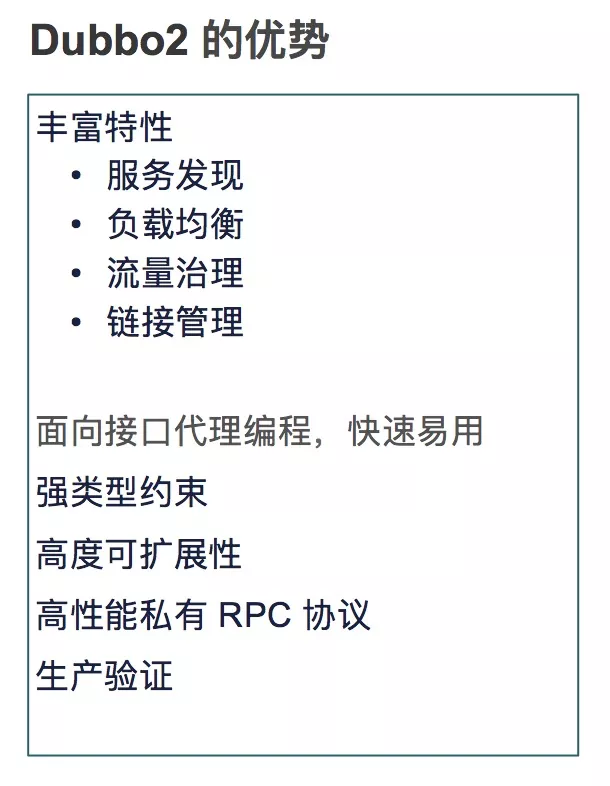 Dubbo2 的优势
丰富特性
• 服务发现
• 负载均衡
• 流量治理
• 链接管理
面向接口代理编程，快速易用
强类型约束
高度可扩展性
高性能私有 RPC 协议
生产验证